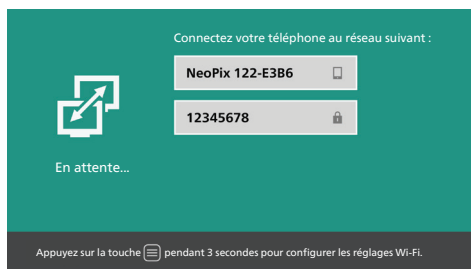 Connectez votre téléphone au réseau suivant :
NeoPix 122-E3B6
12345678
En attente...
Appuyez sur la touche pendant 3 secondes pour configurer les réglages Wi-Fi.